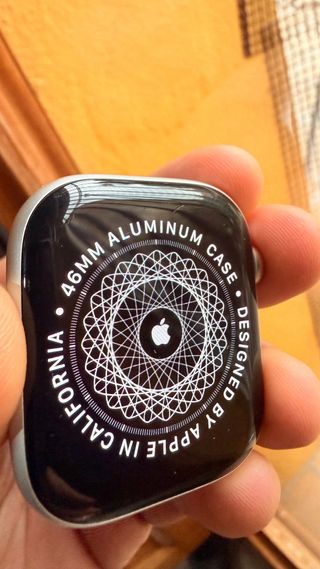 • 46MM ALUMINUM CASE • DESIGNED BY APPLE IN CALIFORNIA